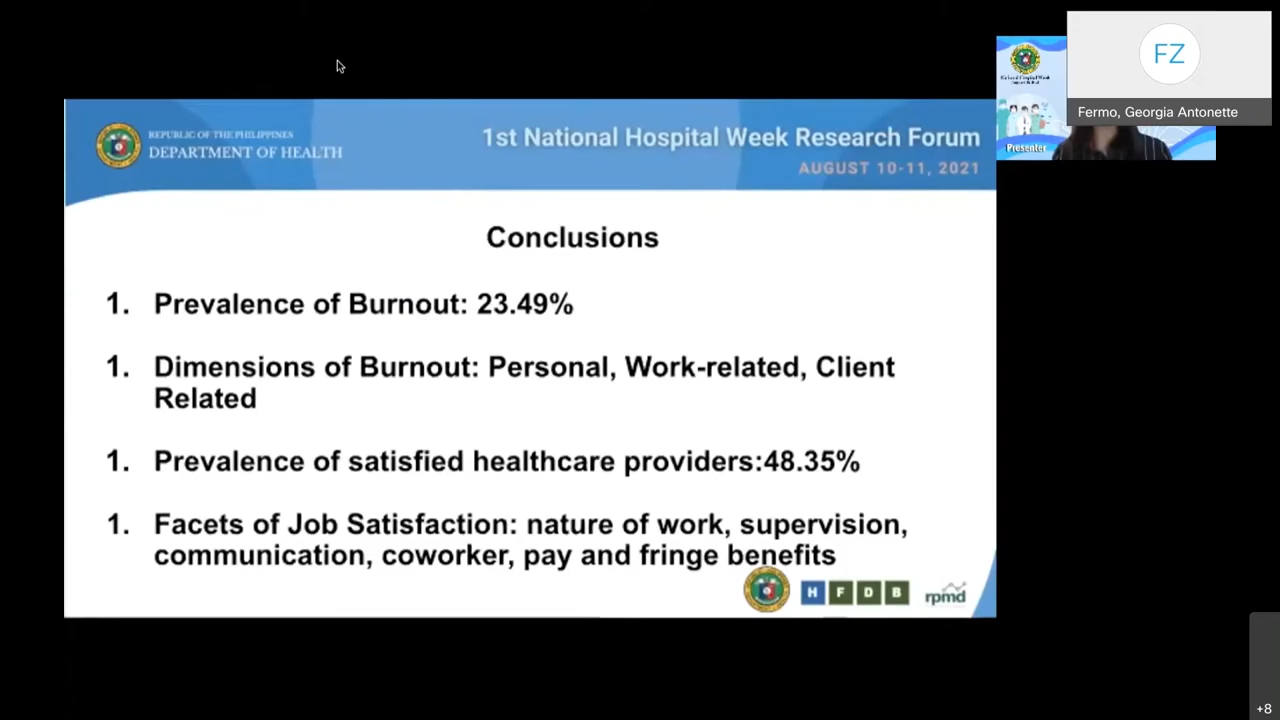 FZ
Fermo, Georgia Antonette
Presenter
REPUBLIC OF THE PHILIPPINES
DEPARTMENT OF HEALTH
1st National Hospital Week Research Forum
AUGUST 10-11, 2021
Conclusions
1. Prevalence of Burnout: 23.49%
1. Dimensions of Burnout: Personal, Work-related, Client
Related
1. Prevalence of satisfied healthcare providers:48.35%
1. Facets of Job Satisfaction: nature of work, supervision,
communication, coworker, pay and fringe benefits
H F D B
rpmd
+8